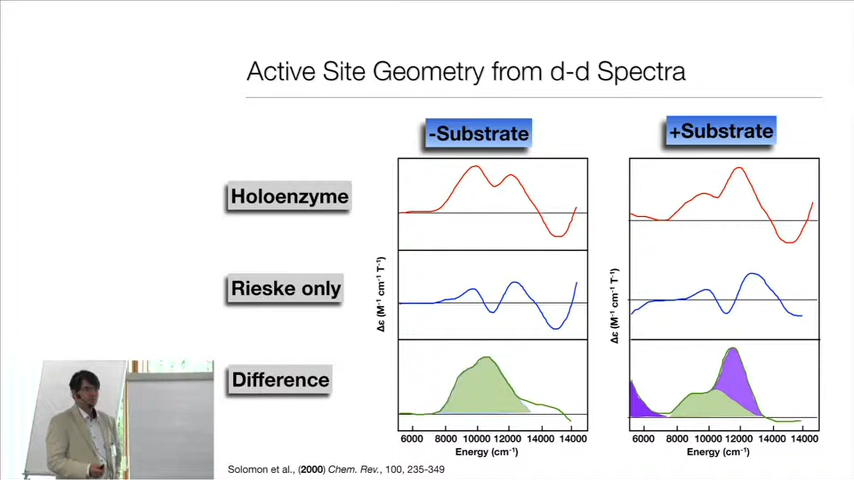 Active Site Geometry from d-d Spectra
-Substrate
+Substrate
Holoenzyme
Rieske only
Difference
Δε (M⁻¹ cm⁻¹ T⁻¹)
Δε (M⁻¹ cm⁻¹ T⁻¹)
6000 8000 10000 12000 14000 14000
Energy (cm⁻¹)
6000 8000 10000 12000 14000 14000
Energy (cm⁻¹)
Solomon et al., (2000) Chem. Rev., 100, 235-349